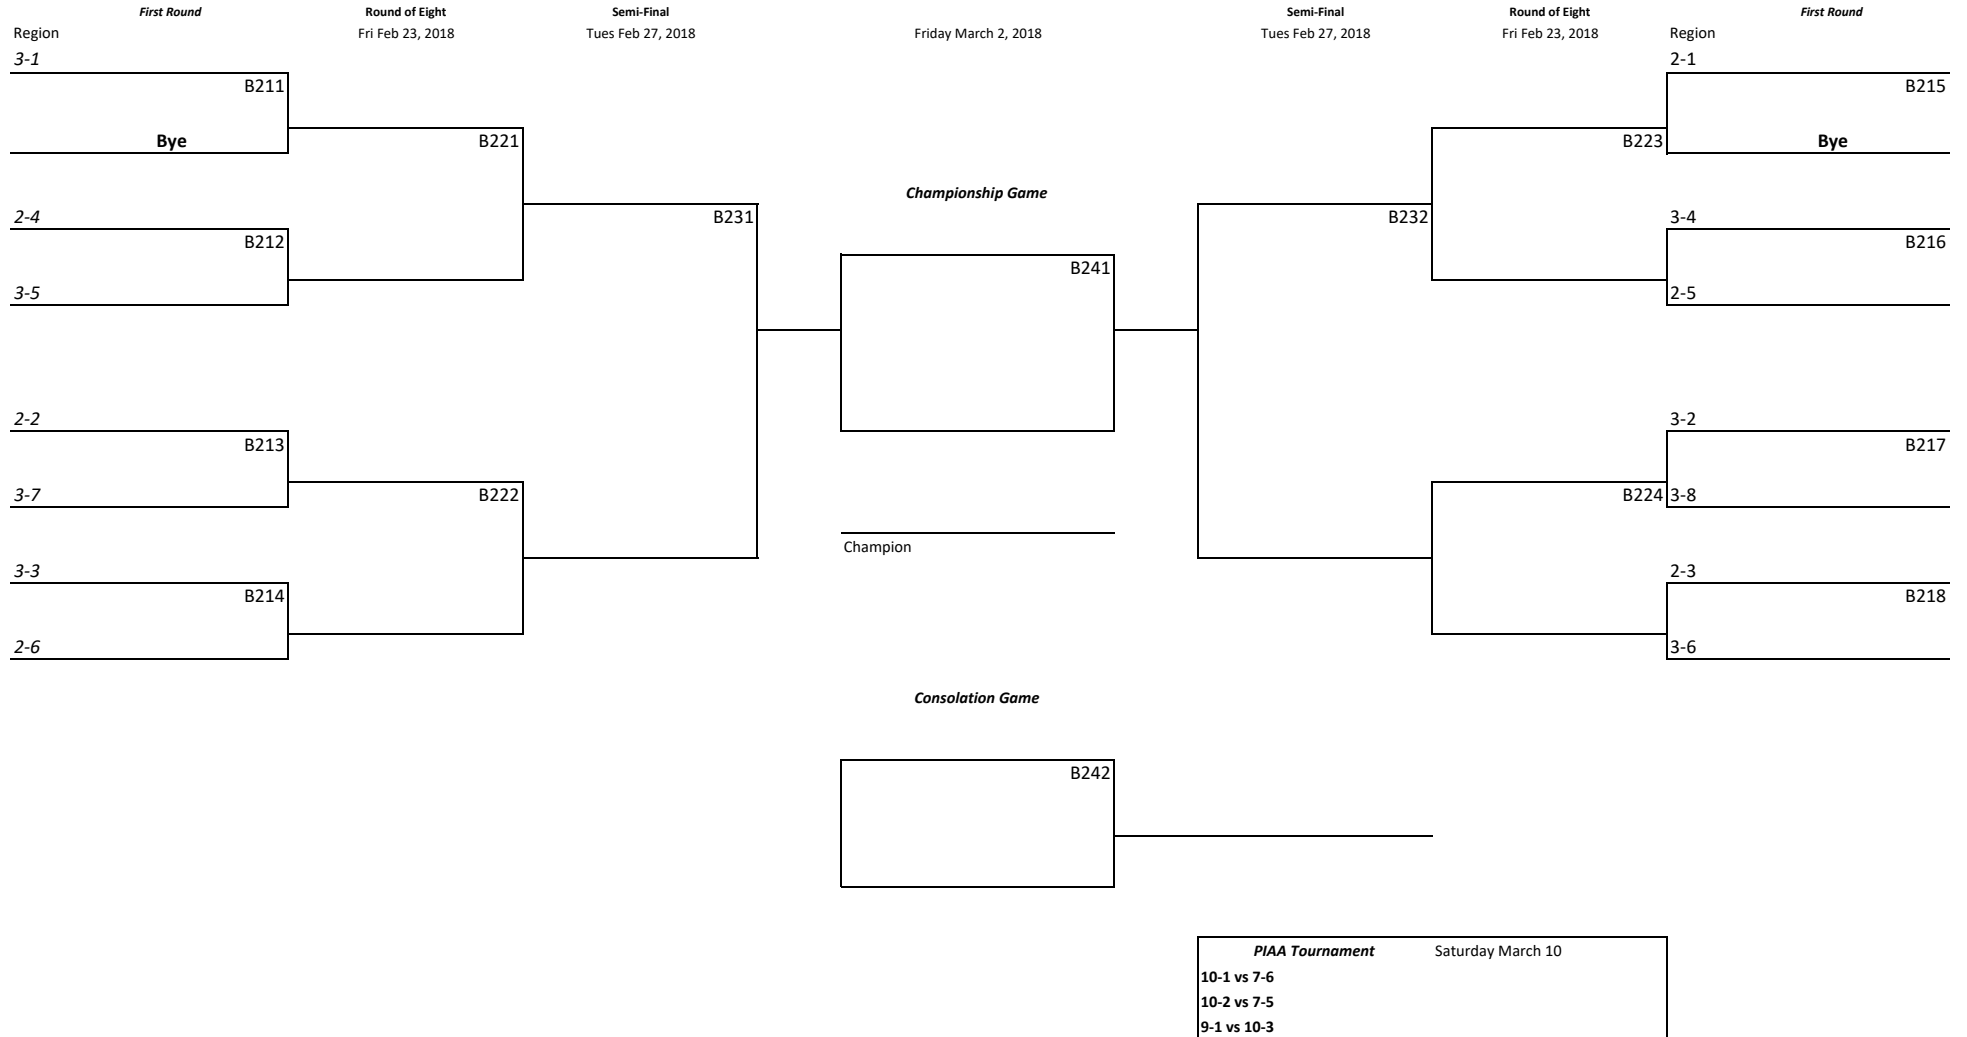 First Round Round of Eight Semi-Final Semi-Final Round of Eight First Round
Region Fri Feb 23, 2018 Tues Feb 27, 2018 Friday March 2, 2018 Tues Feb 27, 2018 Fri Feb 23, 2018 Region
3-1 2-1
B211 B215
Bye B221 B223 Bye
Championship Game
2-4 B231 B232 3-4
B212 B216
B241
3-5 2-5
2-2 3-2
B213 B217
3-7 B222 B224 3-8
Champion
3-3 2-3
B214 B218
2-6 3-6
Consolation Game
B242
PIAA Tournament Saturday March 10
10-1 vs 7-6
10-2 vs 7-5
9-1 vs 10-3